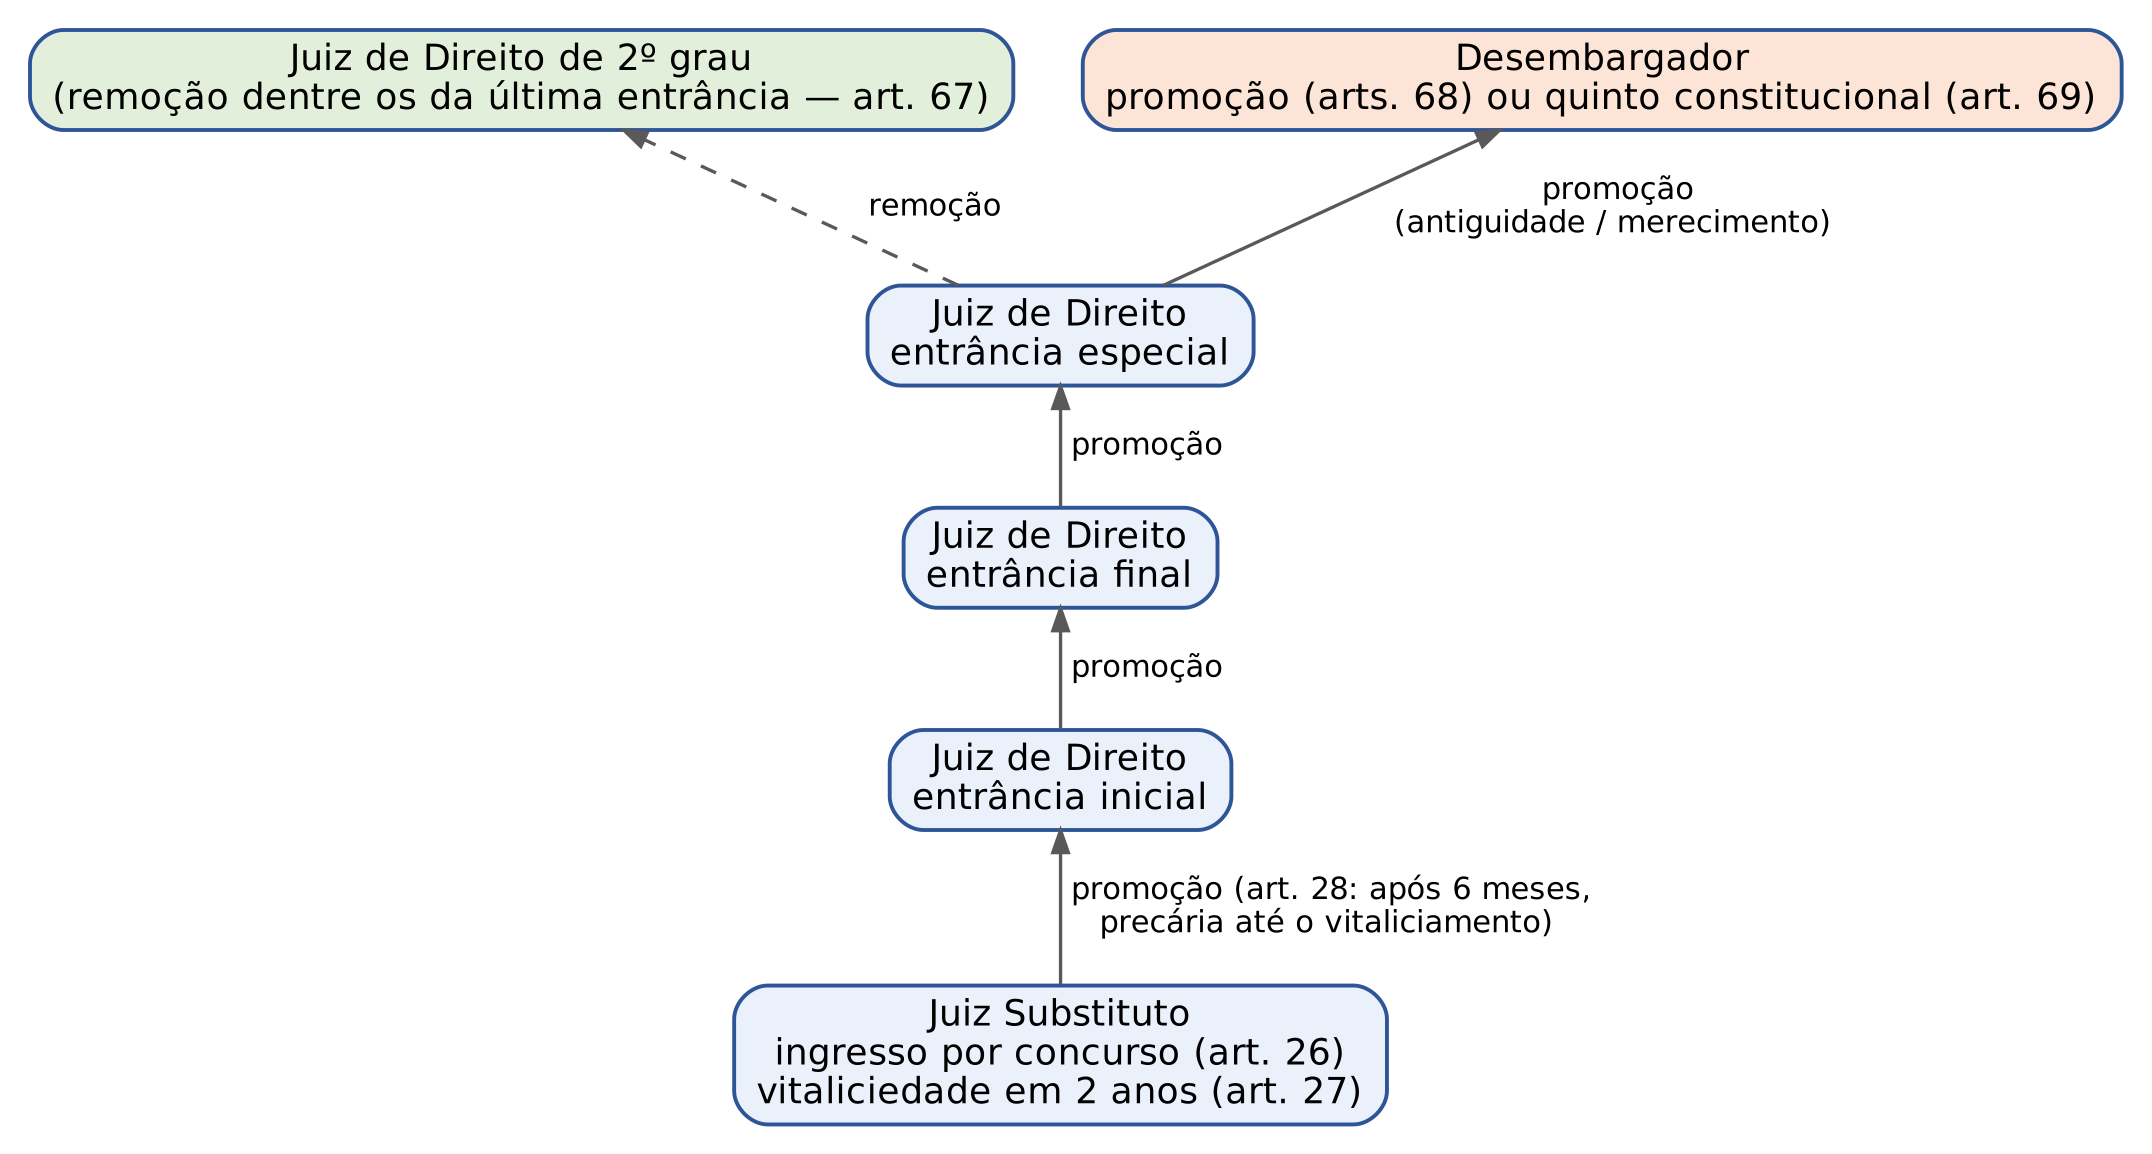 Juiz de Direito de 2º grau
(remoção dentre os da última entrância — art. 67)
Desembargador
promoção (arts. 68) ou quinto constitucional (art. 69)
remoção
promoção
(antiguidade / merecimento)
Juiz de Direito
entrância especial
promoção
Juiz de Direito
entrância final
promoção
Juiz de Direito
entrância inicial
promoção (art. 28: após 6 meses,
precária até o vitaliciamento)
Juiz Substituto
ingresso por concurso (art. 26)
vitaliciedade em 2 anos (art. 27)